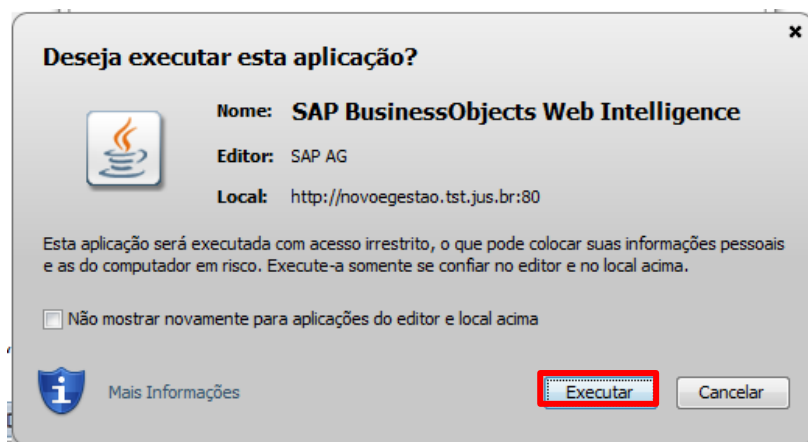 Deseja executar esta aplicação?
Nome: SAP BusinessObjects Web Intelligence
Editor: SAP AG
Local: http://novoegestao.tst.jus.br:80
Esta aplicação será executada com acesso irrestrito, o que pode colocar suas informações pessoais
e as do computador em risco. Execute-a somente se confiar no editor e no local acima.
Não mostrar novamente para aplicações do editor e local acima
Mais Informações
Executar
Cancelar